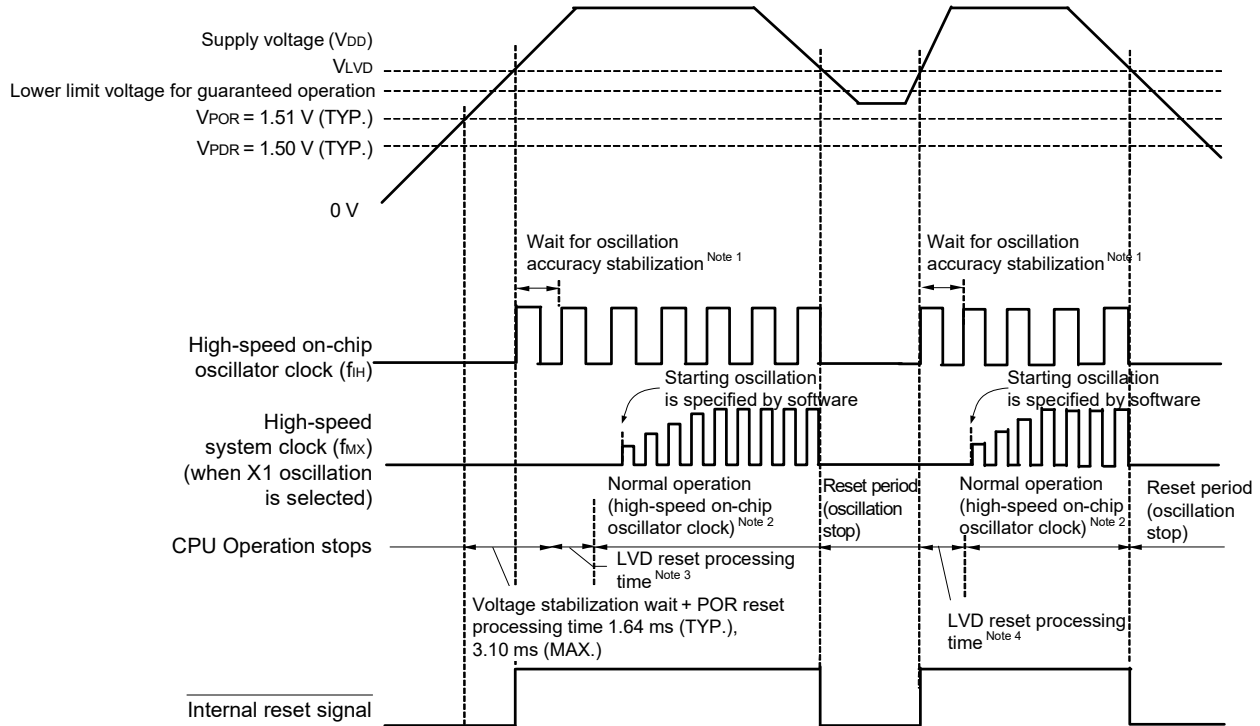 Supply voltage (VDD)
VLVD
Lower limit voltage for guaranteed operation
VPOR = 1.51 V (TYP.)
VPDR = 1.50 V (TYP.)
0 V
Wait for oscillation
accuracy stabilization Note 1
Wait for oscillation
accuracy stabilization Note 1
High-speed on-chip
oscillator clock (fIH)
Starting oscillation
is specified by software
Starting oscillation
is specified by software
High-speed
system clock (fMX)
(when X1 oscillation
is selected)
Normal operation
(high-speed on-chip
oscillator clock) Note 2
Reset period
(oscillation
stop)
Normal operation
(high-speed on-chip
oscillator clock) Note 2
Reset period
(oscillation
stop)
CPU Operation stops
LVD reset processing
time Note 3
Voltage stabilization wait + POR reset
processing time 1.64 ms (TYP.),
3.10 ms (MAX.)
LVD reset processing
time Note 4
Internal reset signal